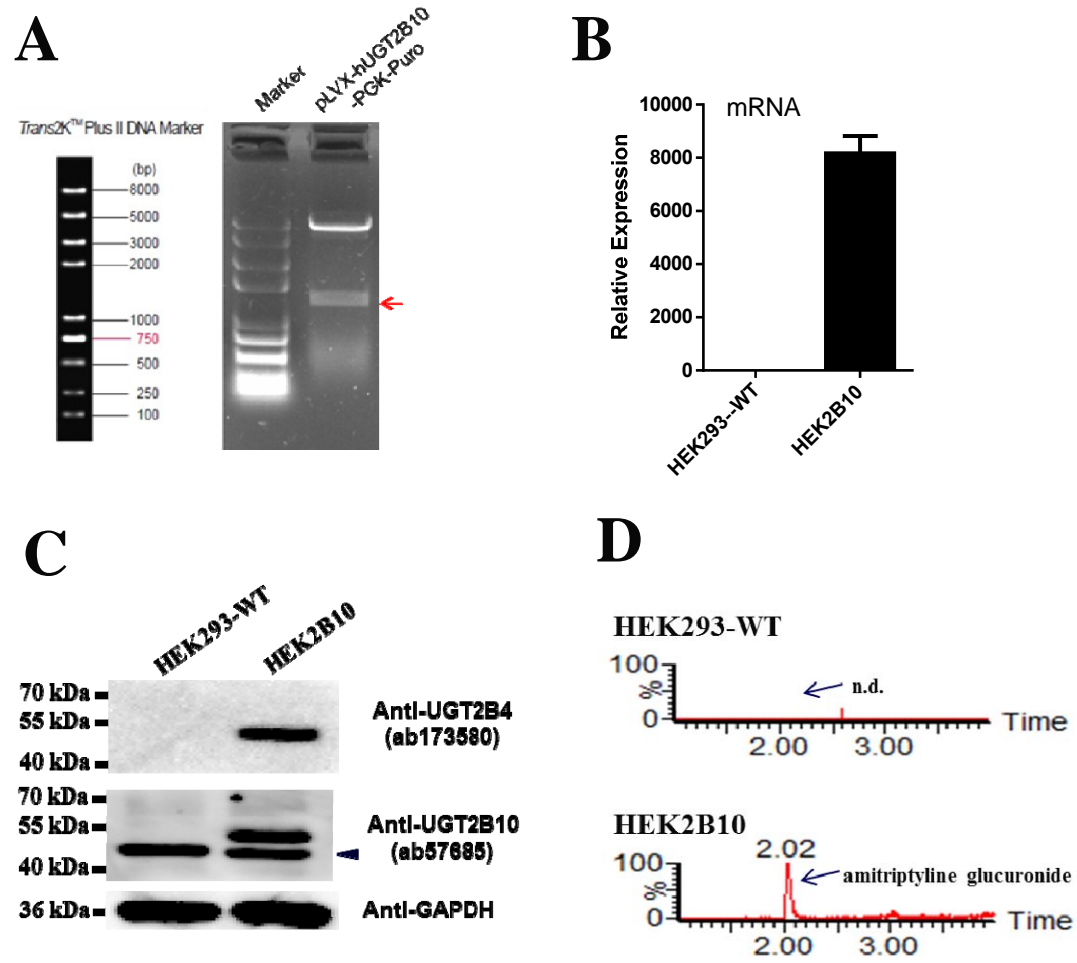 A
Trans2K™ Plus II DNA Marker
(bp)
8000
5000
3000
2000
1000
750
500
250
100
Marker
pLVX-hUGT2B10
-PGK-Puro
B
mRNA
Relative Expression
10000
8000
6000
4000
2000
0
HEK293--WT
HEK2B10
C
HEK293-WT
HEK2B10
70 kDa
55 kDa
40 kDa
Anti-UGT2B4
(ab173580)
70 kDa
55 kDa
40 kDa
Anti-UGT2B10
(ab57685)
36 kDa
Anti-GAPDH
D
HEK293-WT
100
%
0
n.d.
Time
2.00
3.00
HEK2B10
2.02
100
%
0
amitriptyline glucuronide
Time
2.00
3.00